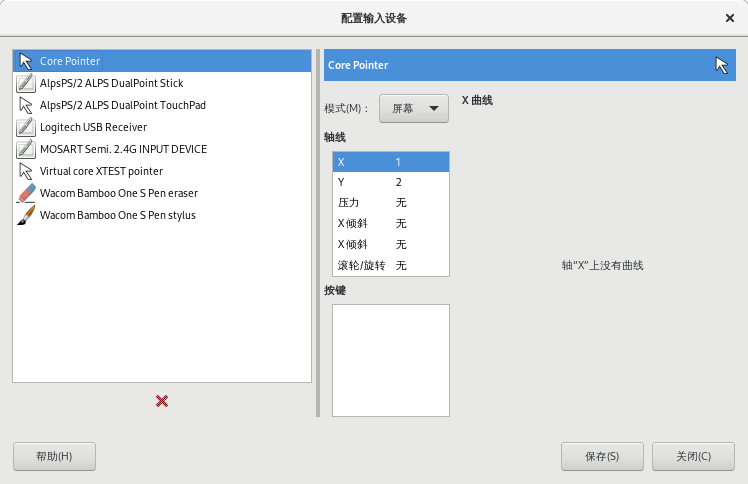 配置输入设备
Core Pointer
AlpsPS/2 ALPS DualPoint Stick
AlpsPS/2 ALPS DualPoint TouchPad
Logitech USB Receiver
MOSART Semi. 2.4G INPUT DEVICE
Virtual core XTEST pointer
Wacom Bamboo One S Pen eraser
Wacom Bamboo One S Pen stylus
Core Pointer
模式(M)： 屏幕
X 曲线
轴线
X 1
Y 2
压力 无
X 倾斜 无
X 倾斜 无
滚轮/旋转 无
轴“X”上没有曲线
按键
帮助(H)
保存(S)
关闭(C)